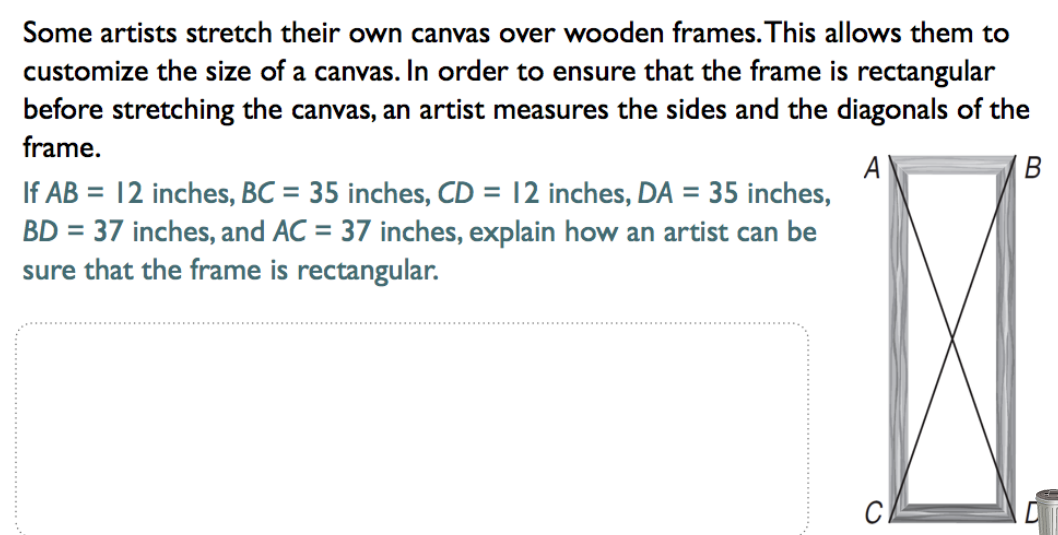 Some artists stretch their own canvas over wooden frames. This allows them to
customize the size of a canvas. In order to ensure that the frame is rectangular
before stretching the canvas, an artist measures the sides and the diagonals of the
frame.
If AB = 12 inches, BC = 35 inches, CD = 12 inches, DA = 35 inches,
BD = 37 inches, and AC = 37 inches, explain how an artist can be
sure that the frame is rectangular.
A B
C D